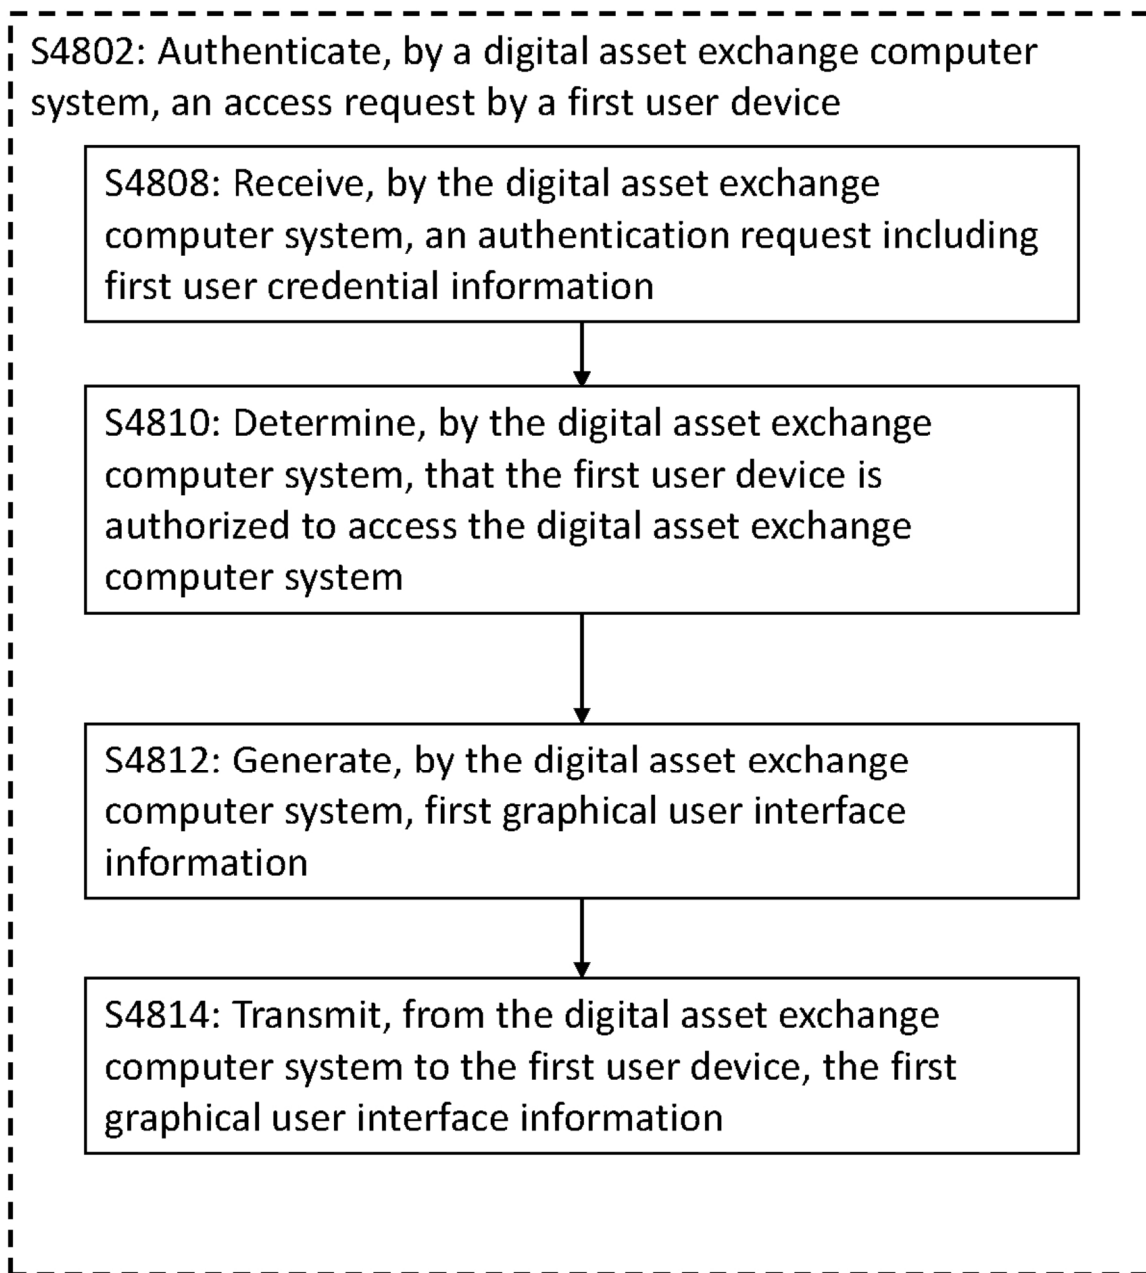 S4802: Authenticate, by a digital asset exchange computer
system, an access request by a first user device
S4808: Receive, by the digital asset exchange
computer system, an authentication request including
first user credential information
S4810: Determine, by the digital asset exchange
computer system, that the first user device is
authorized to access the digital asset exchange
computer system
S4812: Generate, by the digital asset exchange
computer system, first graphical user interface
information
S4814: Transmit, from the digital asset exchange
computer system to the first user device, the first
graphical user interface information